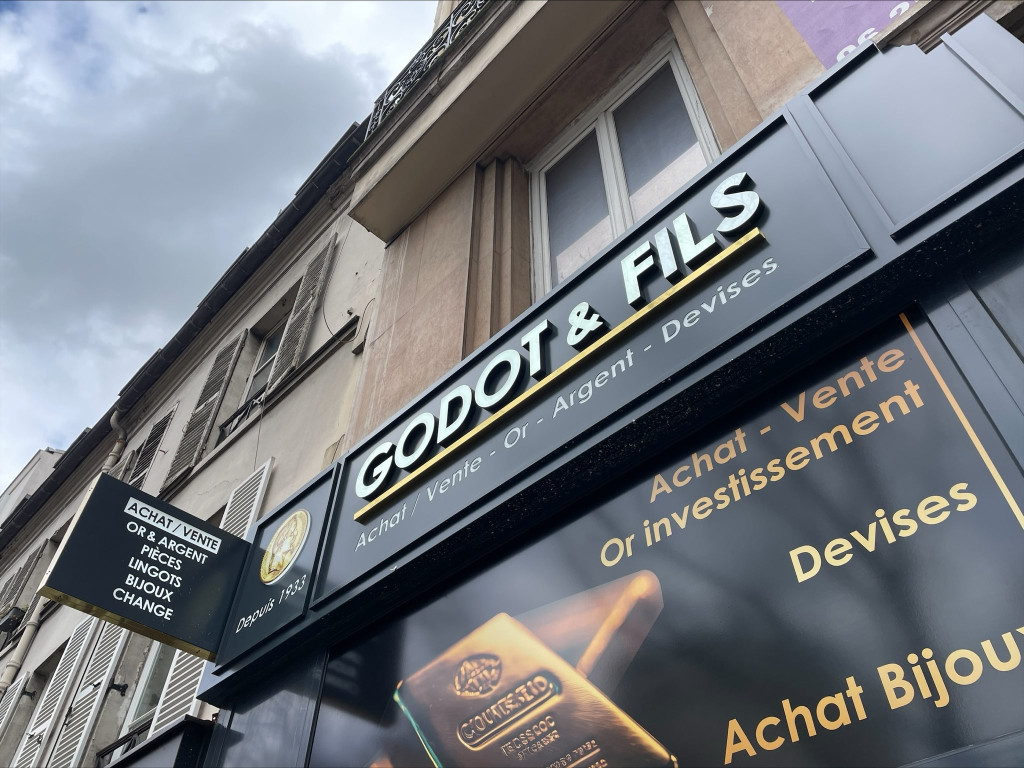 GODOT & FILS
Achat / Vente - Or - Argent - Devises
Depuis 1933
ACHAT / VENTE
OR & ARGENT
PIÈCES
LINGOTS
BIJOUX
CHANGE
Achat - Vente
Or investissement
Devises
Achat Bijoux